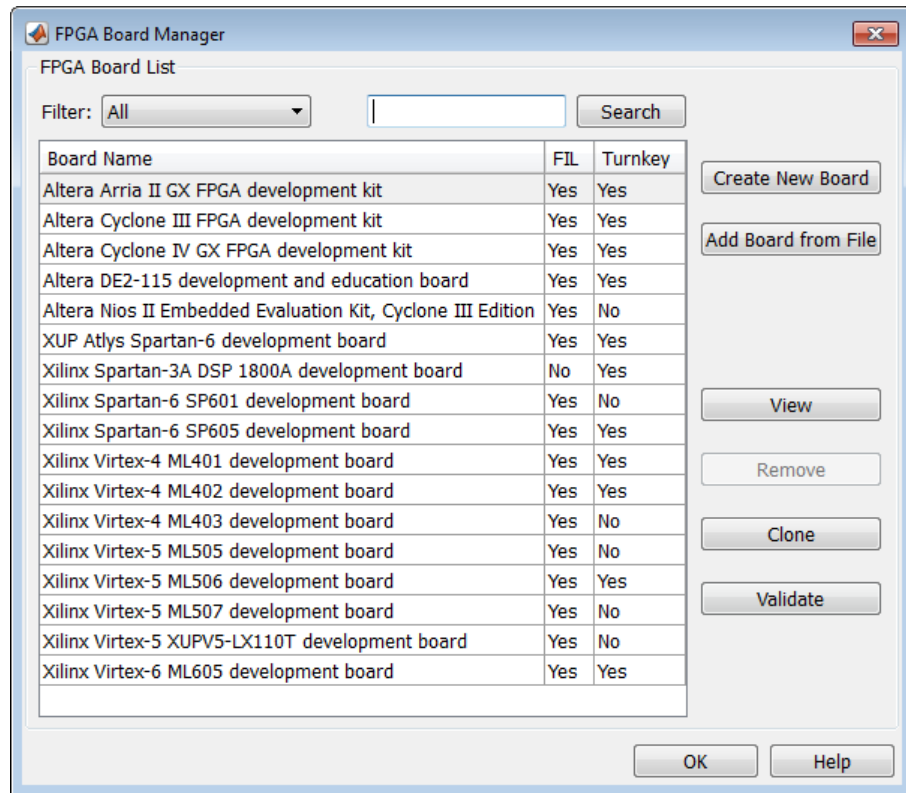 FPGA Board Manager
FPGA Board List
Filter: All Search
Board Name FIL Turnkey
Altera Arria II GX FPGA development kit Yes Yes
Altera Cyclone III FPGA development kit Yes Yes
Altera Cyclone IV GX FPGA development kit Yes Yes
Altera DE2-115 development and education board Yes Yes
Altera Nios II Embedded Evaluation Kit, Cyclone III Edition Yes No
XUP Atlys Spartan-6 development board Yes Yes
Xilinx Spartan-3A DSP 1800A development board No Yes
Xilinx Spartan-6 SP601 development board Yes No
Xilinx Spartan-6 SP605 development board Yes Yes
Xilinx Virtex-4 ML401 development board Yes Yes
Xilinx Virtex-4 ML402 development board Yes Yes
Xilinx Virtex-4 ML403 development board Yes No
Xilinx Virtex-5 ML505 development board Yes No
Xilinx Virtex-5 ML506 development board Yes Yes
Xilinx Virtex-5 ML507 development board Yes No
Xilinx Virtex-5 XUPV5-LX110T development board Yes No
Xilinx Virtex-6 ML605 development board Yes Yes
Create New Board
Add Board from File
View
Remove
Clone
Validate
OK Help